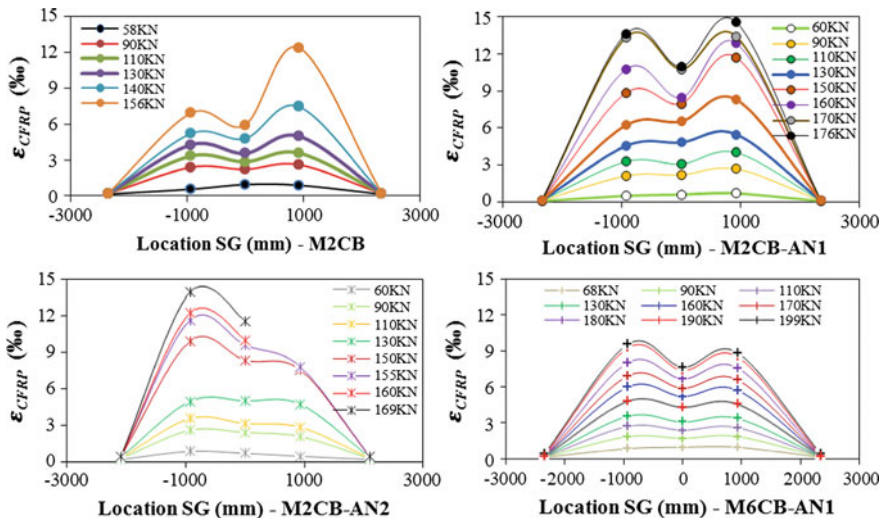 15
12
9
6
3
0
εCFRP (‰)
58KN
90KN
110KN
130KN
140KN
156KN
-3000 -1000 1000 3000
Location SG (mm) - M2CB
15
12
9
6
3
0
εCFRP (‰)
60KN
90KN
110KN
130KN
150KN
160KN
170KN
176KN
-3000 -1000 1000 3000
Location SG (mm) - M2CB-AN1
15
12
9
6
3
0
εCFRP (‰)
60KN
90KN
110KN
130KN
150KN
155KN
160KN
169KN
-3000 -1000 1000 3000
Location SG (mm) - M2CB-AN2
15
12
9
6
3
0
εCFRP (‰)
68KN 90KN 110KN
130KN 160KN 170KN
180KN 190KN 199KN
-3000 -2000 -1000 0 1000 2000 3000
Location SG (mm) - M6CB-AN1